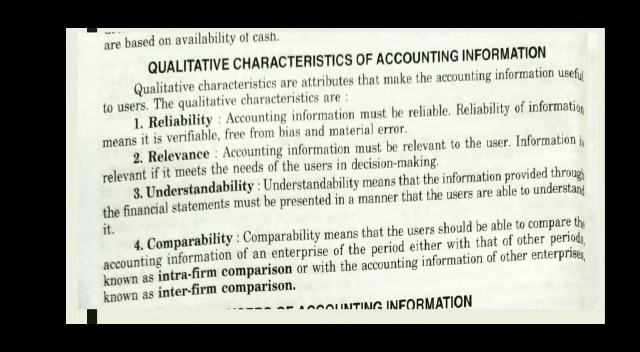 are based on availability of cash.
QUALITATIVE CHARACTERISTICS OF ACCOUNTING INFORMATION
Qualitative characteristics are attributes that make the accounting information useful
to users. The qualitative characteristics are :
1. Reliability : Accounting information must be reliable. Reliability of information
means it is verifiable, free from bias and material error.
2. Relevance : Accounting information must be relevant to the user. Information i
relevant if it meets the needs of the users in decision-making.
3. Understandability : Understandability means that the information provided through
the financial statements must be presented in a manner that the users are able to understand
it.
4. Comparability : Comparability means that the users should be able to compare the
accounting information of an enterprise of the period either with that of other periods,
known as intra-firm comparison or with the accounting information of other enterprises,
known as inter-firm comparison.
OF ACCOUNTING INFORMATION